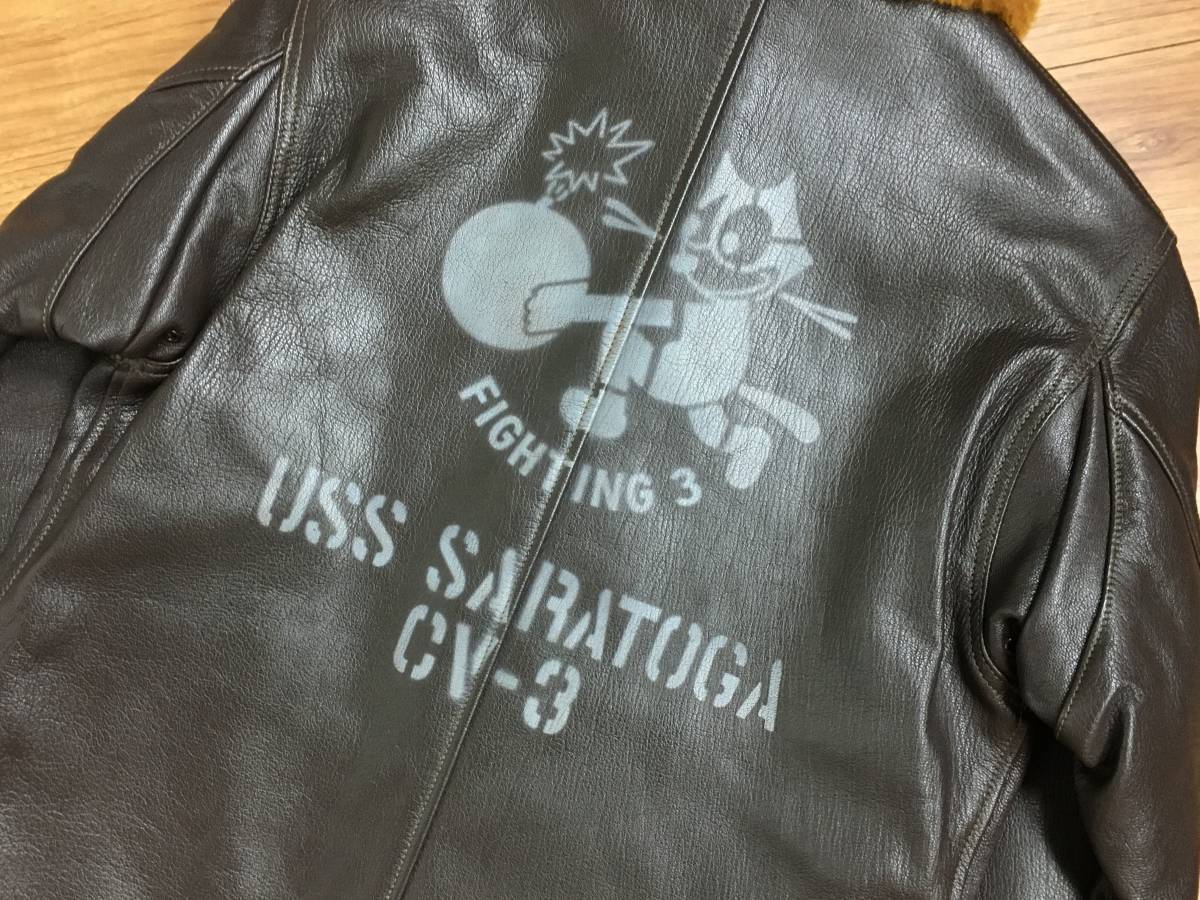 FIGHTING 3
USS SARATOGA
CV-3